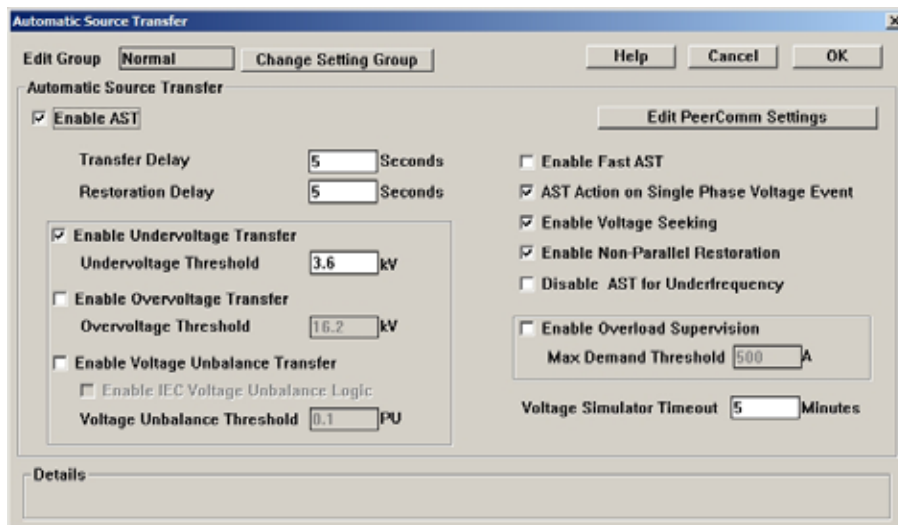 Automatic Source Transfer
Edit Group Normal Change Setting Group Help Cancel OK
Automatic Source Transfer
Enable AST
Edit PeerComm Settings
Transfer Delay 5 Seconds
Restoration Delay 5 Seconds
Enable Undervoltage Transfer
Undervoltage Threshold 3.6 kV
Enable Overvoltage Transfer
Overvoltage Threshold 16.2 kV
Enable Voltage Unbalance Transfer
Enable IEC Voltage Unbalance Logic
Voltage Unbalance Threshold 0.1 PU
Enable Fast AST
AST Action on Single Phase Voltage Event
Enable Voltage Seeking
Enable Non-Parallel Restoration
Disable AST for Underfrequency
Enable Overload Supervision
Max Demand Threshold 500 A
Voltage Simulator Timeout 5 Minutes
Details